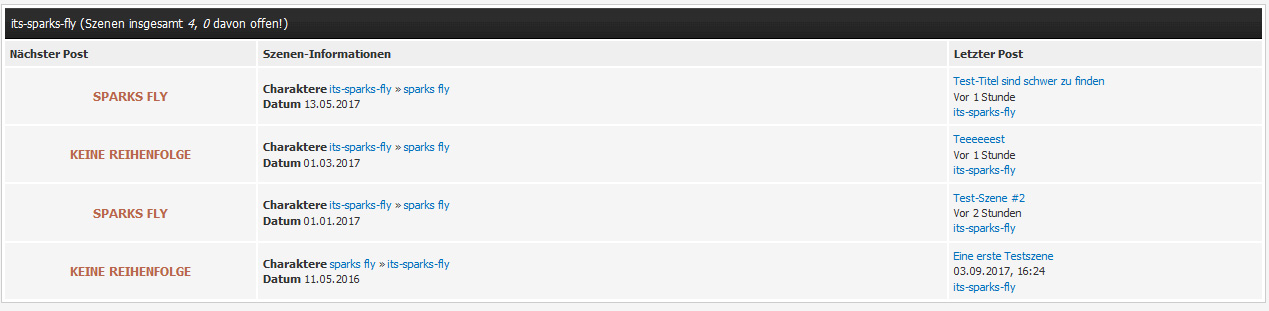 its-sparks-fly (Szenen insgesamt 4, 0 davon offen!)
Nächster Post Szenen-Informationen Letzter Post
SPARKS FLY
Charaktere its-sparks-fly » sparks fly
Datum 13.05.2017
Test-Titel sind schwer zu finden
Vor 1 Stunde
its-sparks-fly
KEINE REIHENFOLGE
Charaktere its-sparks-fly » sparks fly
Datum 01.03.2017
Teeeeeest
Vor 1 Stunde
its-sparks-fly
SPARKS FLY
Charaktere its-sparks-fly » sparks fly
Datum 01.01.2017
Test-Szene #2
Vor 2 Stunden
its-sparks-fly
KEINE REIHENFOLGE
Charaktere sparks fly » its-sparks-fly
Datum 11.05.2016
Eine erste Testszene
03.09.2017, 16:24
its-sparks-fly